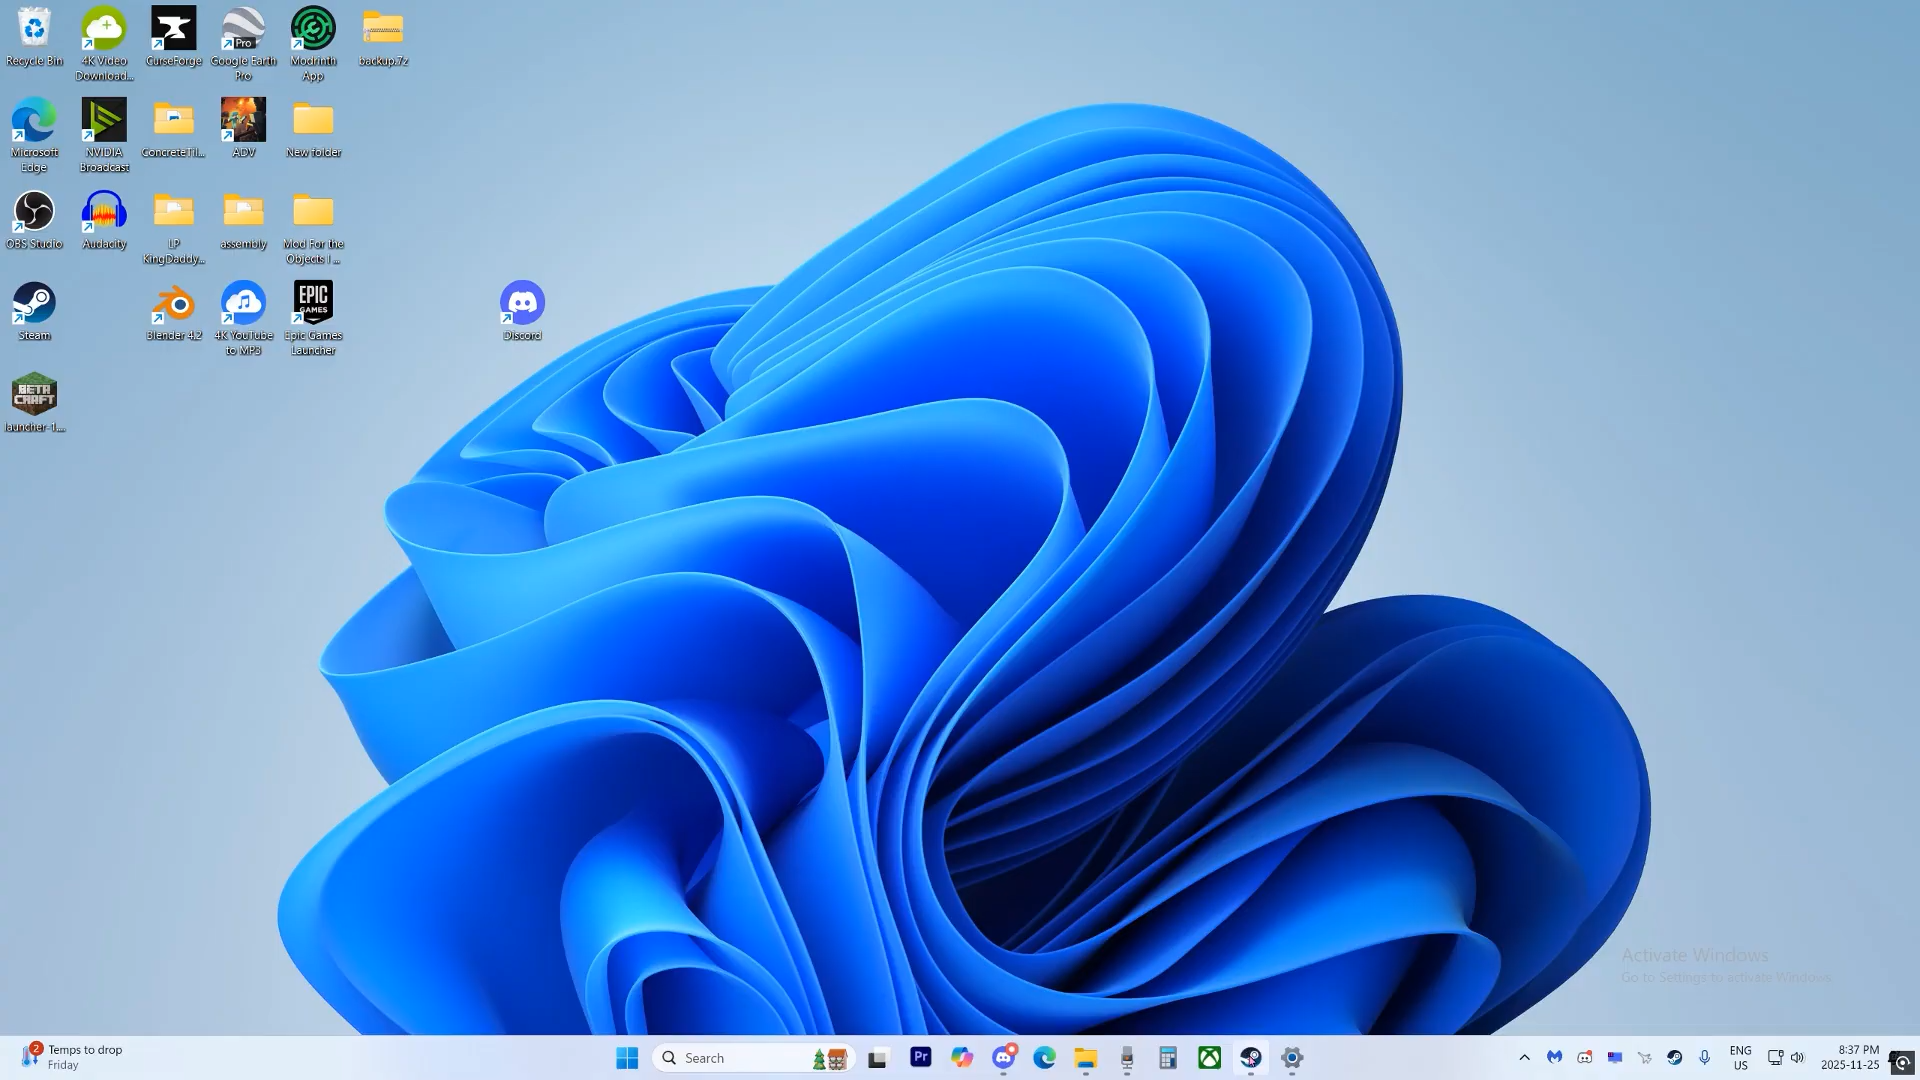 Recycle Bin
4K Video
Download...
CurseForge
Google Earth
Pro
Modrinth
App
backup.7z
Microsoft
Edge
NVIDIA
Broadcast
ConcreteTil...
ADV
New folder
OBS Studio
Audacity
LP
KingDaddy...
assembly
Mod For the
Objects I ...
Steam
Blender 4.2
4K YouTube
to MP3
EPIC
GAMES
Epic Games
Launcher
Discord
BETA
CRAFT
launcher-1....
Activate Windows
Go to Settings to activate Windows.
2
Temps to drop
Friday
Search
Pr
ENG
US
8:37 PM
2025-11-25